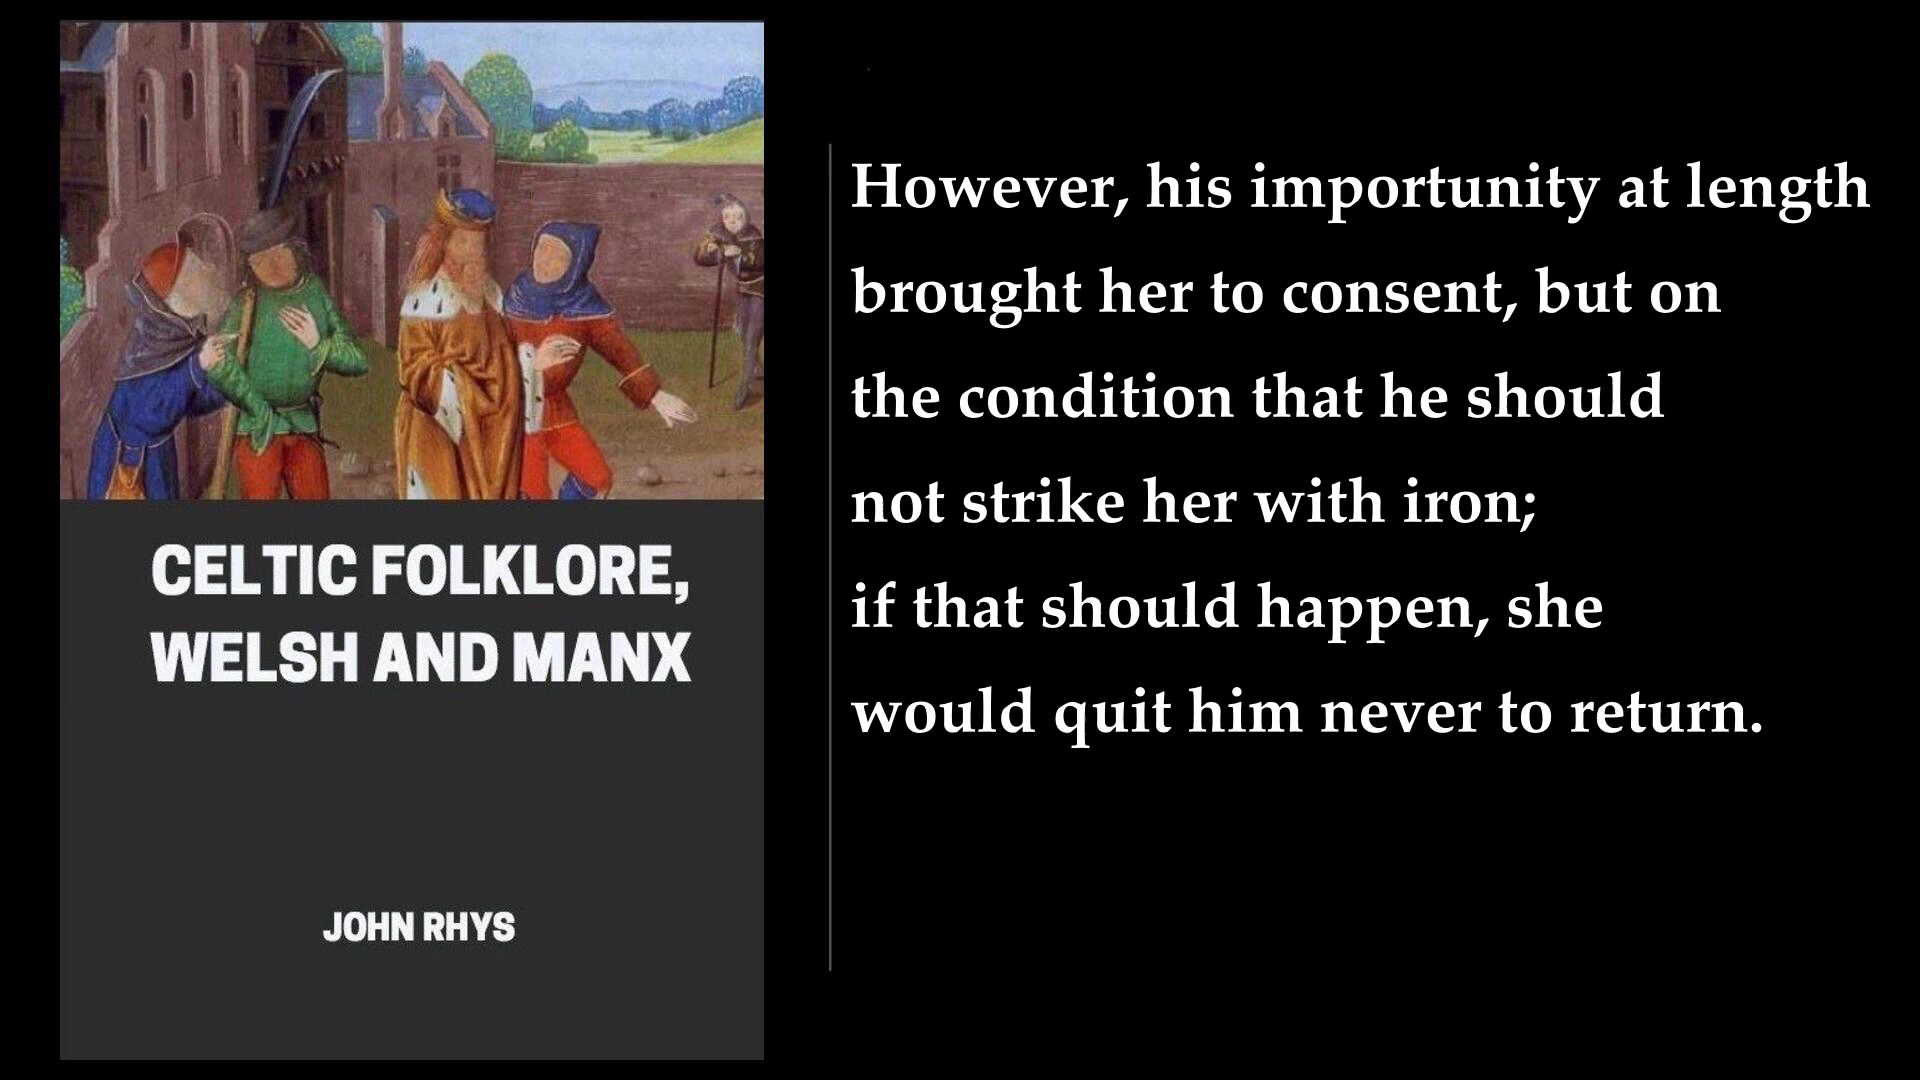 CELTIC FOLKLORE,
WELSH AND MANX
JOHN RHYS
However, his importunity at length
brought her to consent, but on
the condition that he should
not strike her with iron;
if that should happen, she
would quit him never to return.